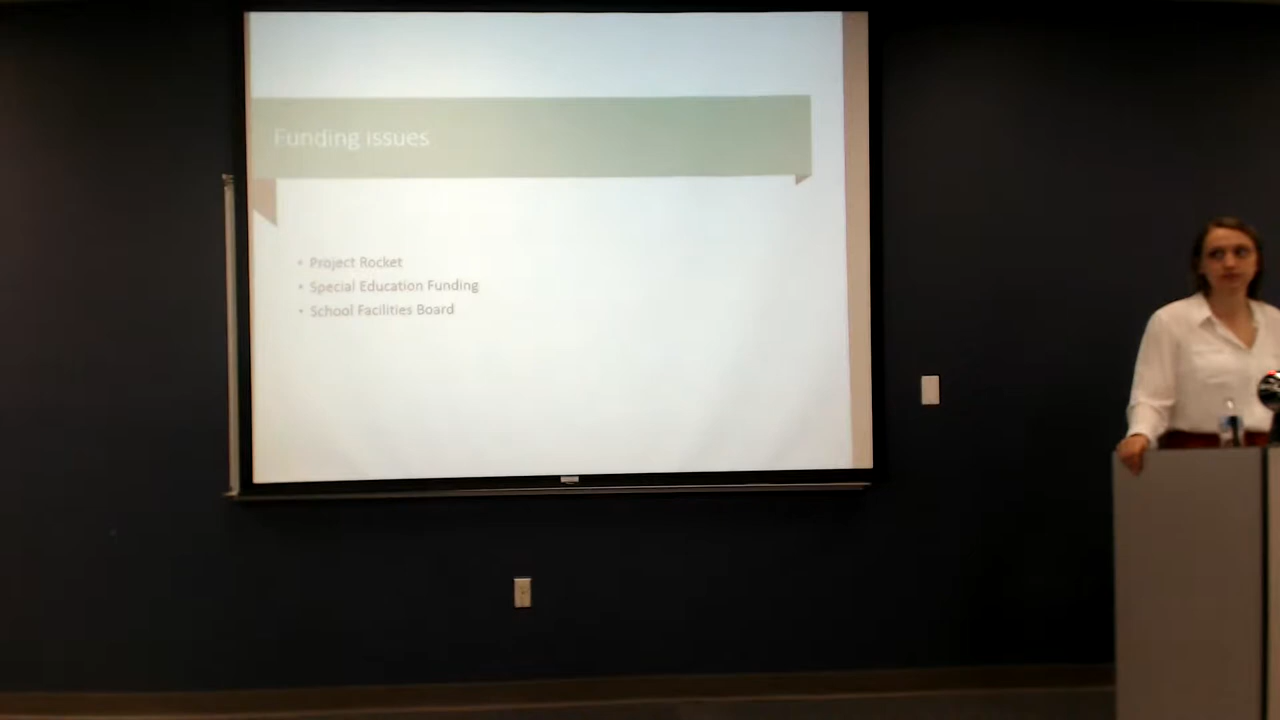 Funding issues
• Project Rocket
• Special Education Funding
• School Facilities Board